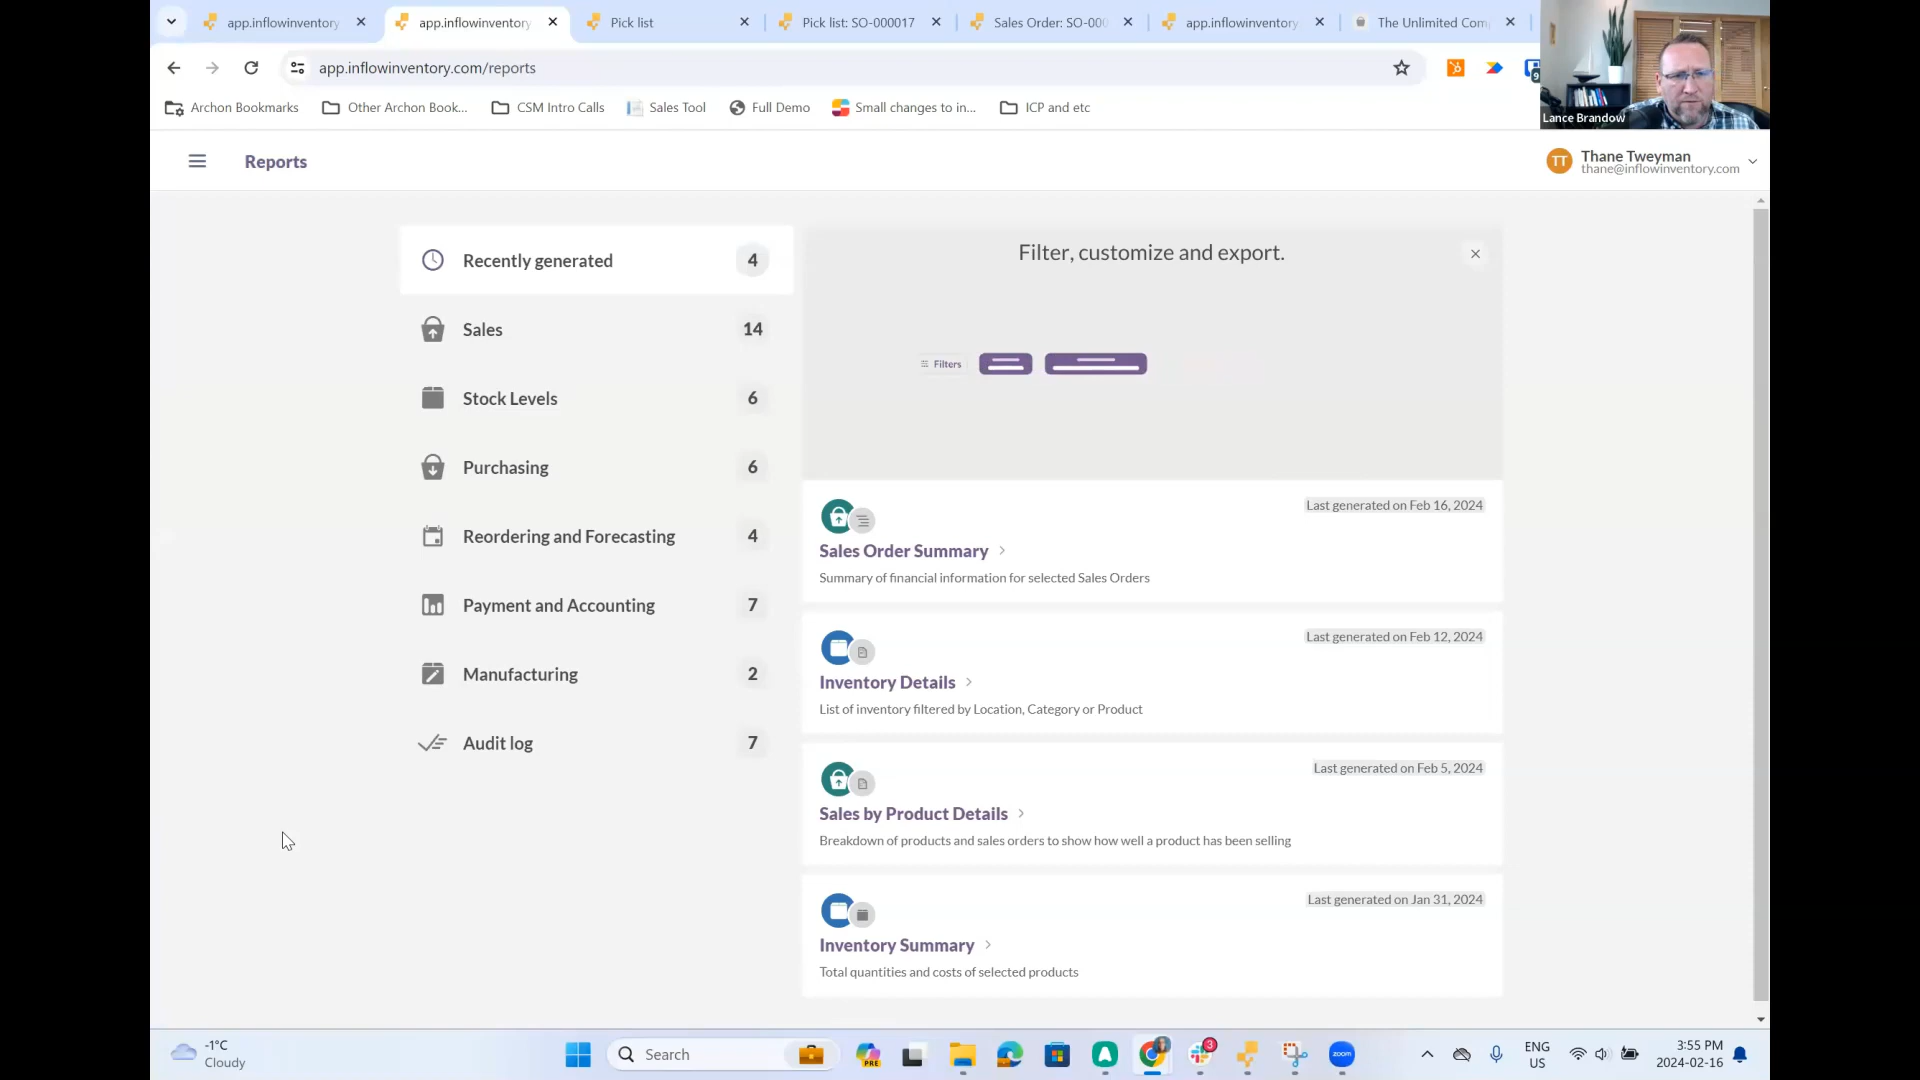 app.inflowinventory
app.inflowinventory
Pick list
Pick list: SO-000017
Sales Order: SO-000
app.inflowinventory
The Unlimited Com
app.inflowinventory.com/reports
9
Archon Bookmarks
Other Archon Book...
CSM Intro Calls
Sales Tool
Full Demo
Small changes to in...
ICP and etc
Lance Brandow
Reports
TT
Thane Tweyman
thane@inflowinventory.com
Recently generated 4
Sales 14
Stock Levels 6
Purchasing 6
Reordering and Forecasting 4
Payment and Accounting 7
Manufacturing 2
Audit log 7
Filter, customize and export.
Filters
Last generated on Feb 16, 2024
Sales Order Summary
Summary of financial information for selected Sales Orders
Last generated on Feb 12, 2024
Inventory Details
List of inventory filtered by Location, Category or Product
Last generated on Feb 5, 2024
Sales by Product Details
Breakdown of products and sales orders to show how well a product has been selling
Last generated on Jan 31, 2024
Inventory Summary
Total quantities and costs of selected products
-1°C
Cloudy
Search
PRE
3
zoom
ENG
US
3:55 PM
2024-02-16